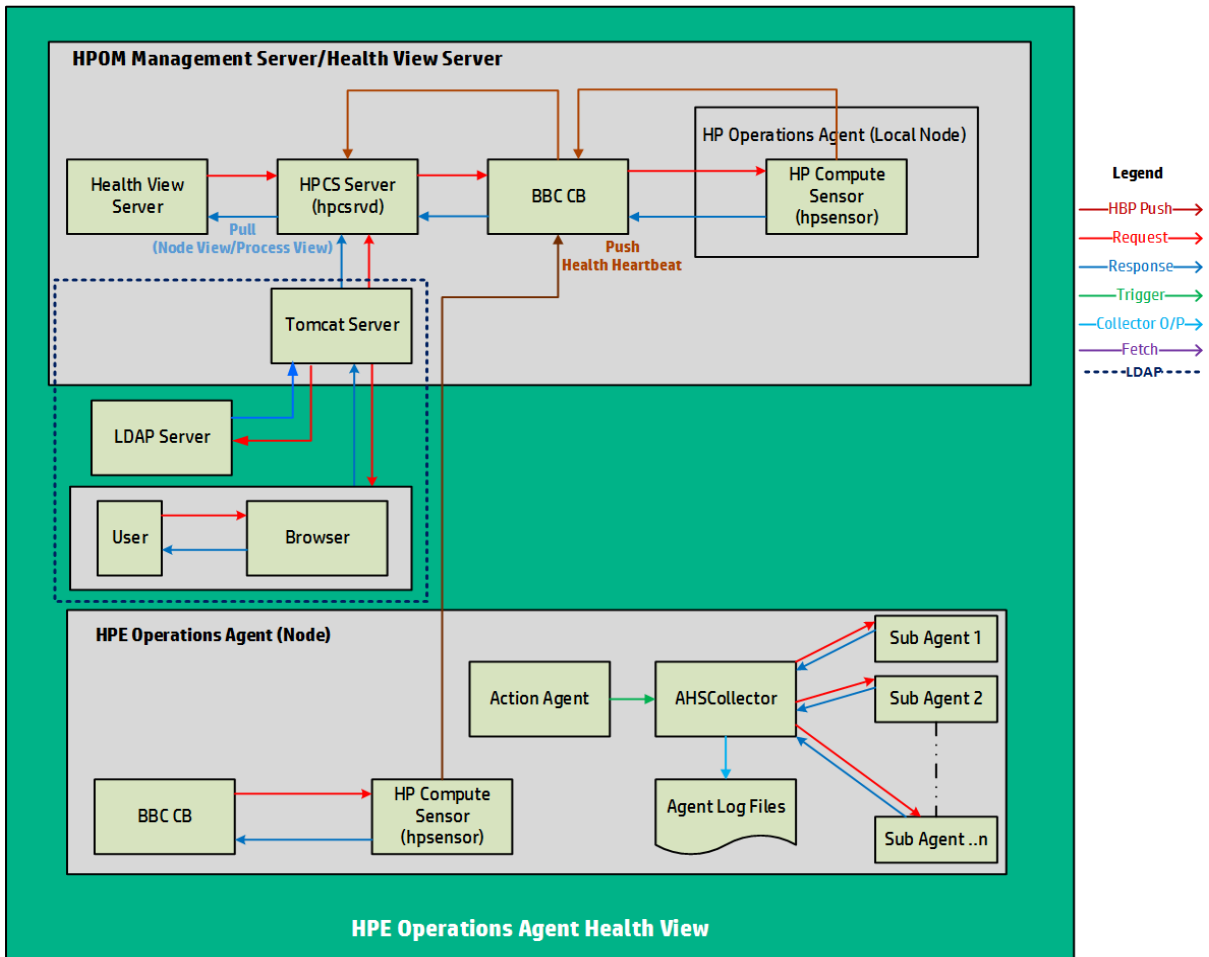 HPOM Management Server/Health View Server
HP Operations Agent (Local Node)
Health View
Server
HPCS Server
(hpcsrvd)
BBC CB
HP Compute
Sensor
(hpsensor)
Pull
(Node View/Process View)
Push
Health Heartbeat
Tomcat Server
LDAP Server
User
Browser
HPE Operations Agent (Node)
Action Agent
AHSCollector
Sub Agent 1
Sub Agent 2
Sub Agent ..n
Agent Log Files
BBC CB
HP Compute
Sensor
(hpsensor)
HPE Operations Agent Health View
Legend
HBP Push
Request
Response
Trigger
Collector O/P
Fetch
LDAP